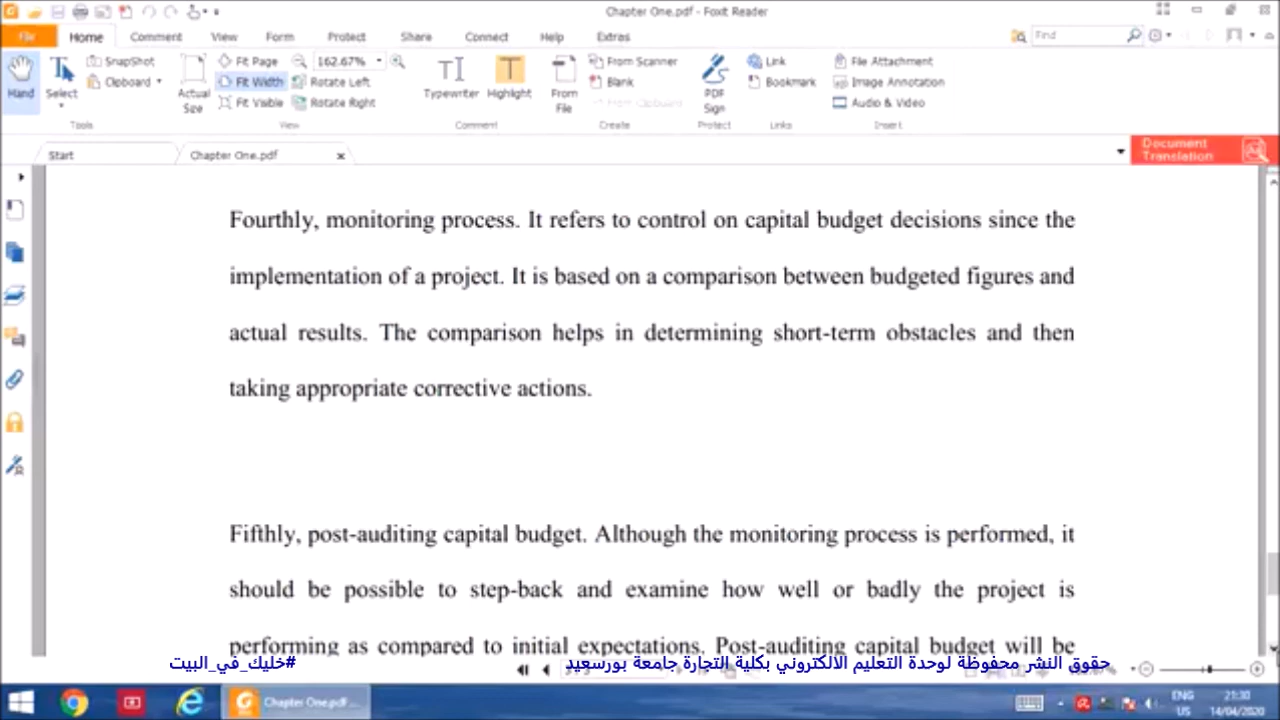 Chapter One.pdf - Foxit Reader
File Home Comment View Form Protect Share Connect Help Extras Find
SnapShot Fit Page 162.67% From Scanner Link File Attachment
Clipboard Fit Width Rotate Left Blank Bookmark Image Annotation
Hand Select Actual Size Fit Visible Rotate Right Typewriter Highlight From File From Clipboard PDF Sign Audio & Video
Tools View Comment Create Protect Links Insert
Start Chapter One.pdf Document Translation
Fourthly, monitoring process. It refers to control on capital budget decisions since the
implementation of a project. It is based on a comparison between budgeted figures and
actual results. The comparison helps in determining short-term obstacles and then
taking appropriate corrective actions.
Fifthly, post-auditing capital budget. Although the monitoring process is performed, it
should be possible to step-back and examine how well or badly the project is
performing as compared to initial expectations. Post-auditing capital budget will be
حقوق النشر محفوظة لوحدة التعليم الالكتروني بكلية التجارة جامعة بورسعيد
#خليك_في_البيت
Chapter One.pdf ... ENG 21:30
US 14/04/2020